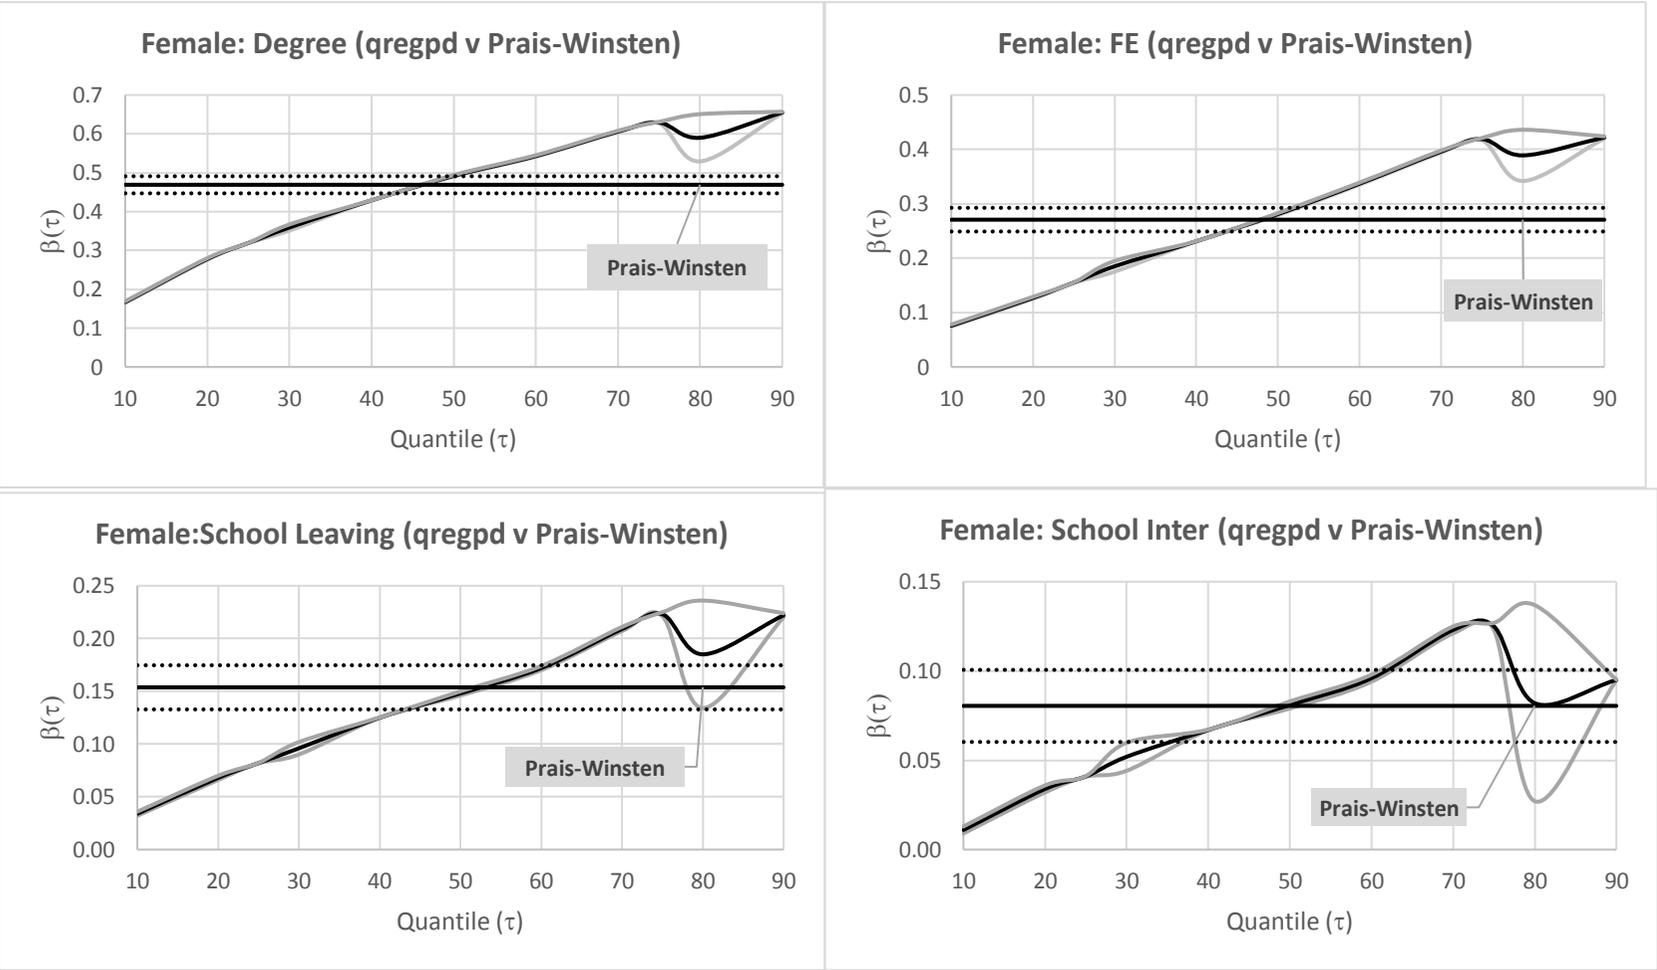 Female: Degree (qregpd v Prais-Winsten)
0.7
0.6
0.5
0.4
0.3
0.2
0.1
0
β(τ)
Prais-Winsten
10 20 30 40 50 60 70 80 90
Quantile (τ)
Female: FE (qregpd v Prais-Winsten)
0.5
0.4
0.3
0.2
0.1
0
β(τ)
Prais-Winsten
10 20 30 40 50 60 70 80 90
Quantile (τ)
Female:School Leaving (qregpd v Prais-Winsten)
0.25
0.20
0.15
0.10
0.05
0.00
β(τ)
Prais-Winsten
10 20 30 40 50 60 70 80 90
Quantile (τ)
Female: School Inter (qregpd v Prais-Winsten)
0.15
0.10
0.05
0.00
β(τ)
Prais-Winsten
10 20 30 40 50 60 70 80 90
Quantile (τ)